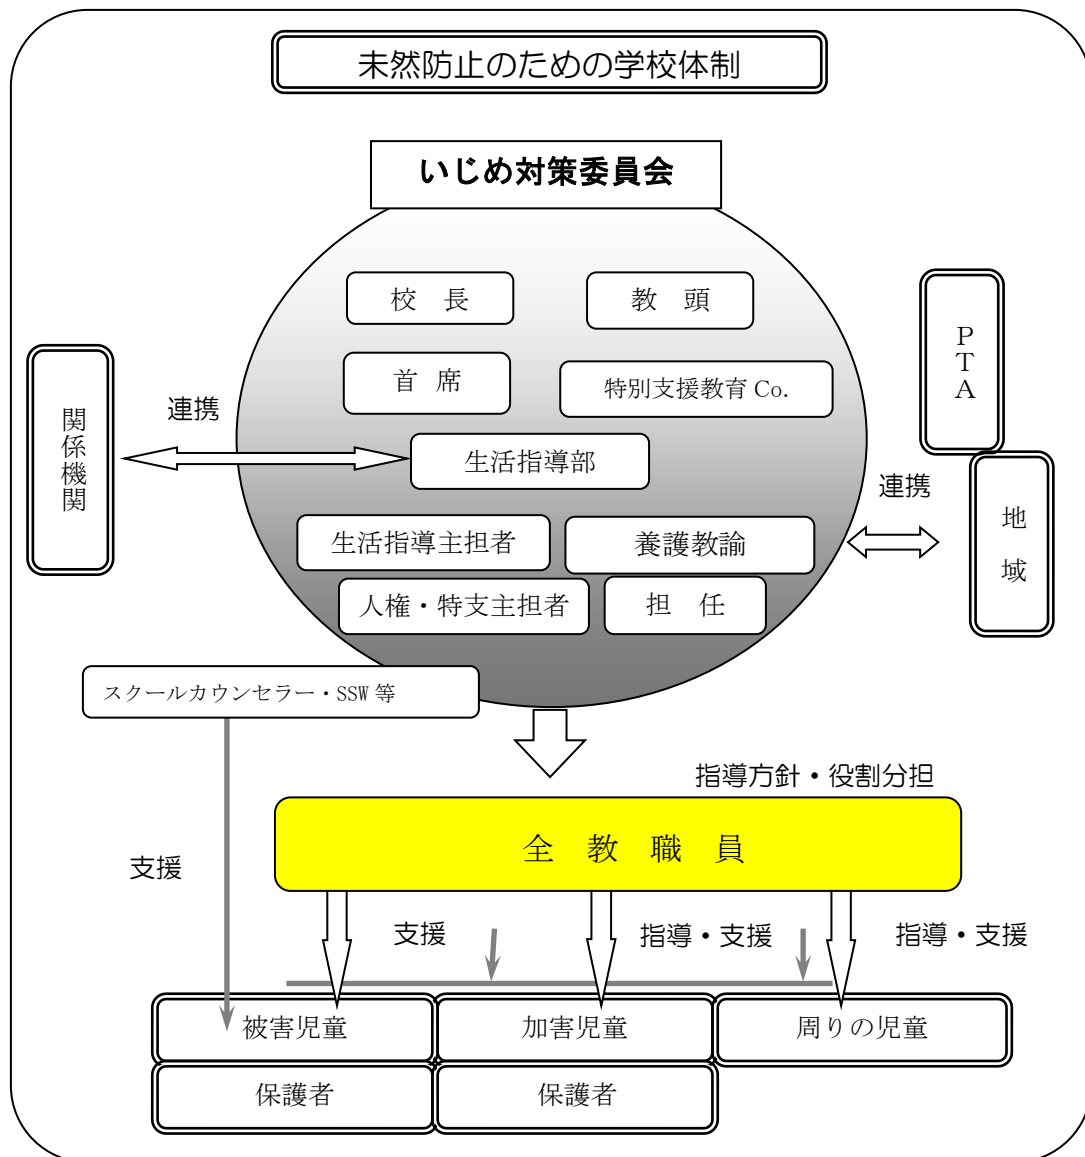 未然防止のための学校体制
いじめ対策委員会
校　長
教　頭
首　席
特別支援教育 Co.
PTA
関係機関
連携
生活指導部
連携
地　域
生活指導主担者
養護教諭
人権・特支主担者
担　任
スクールカウンセラー・SSW 等
指導方針・役割分担
全　教　職　員
支援
支援
指導・支援
指導・支援
被害児童
加害児童
周りの児童
保護者
保護者